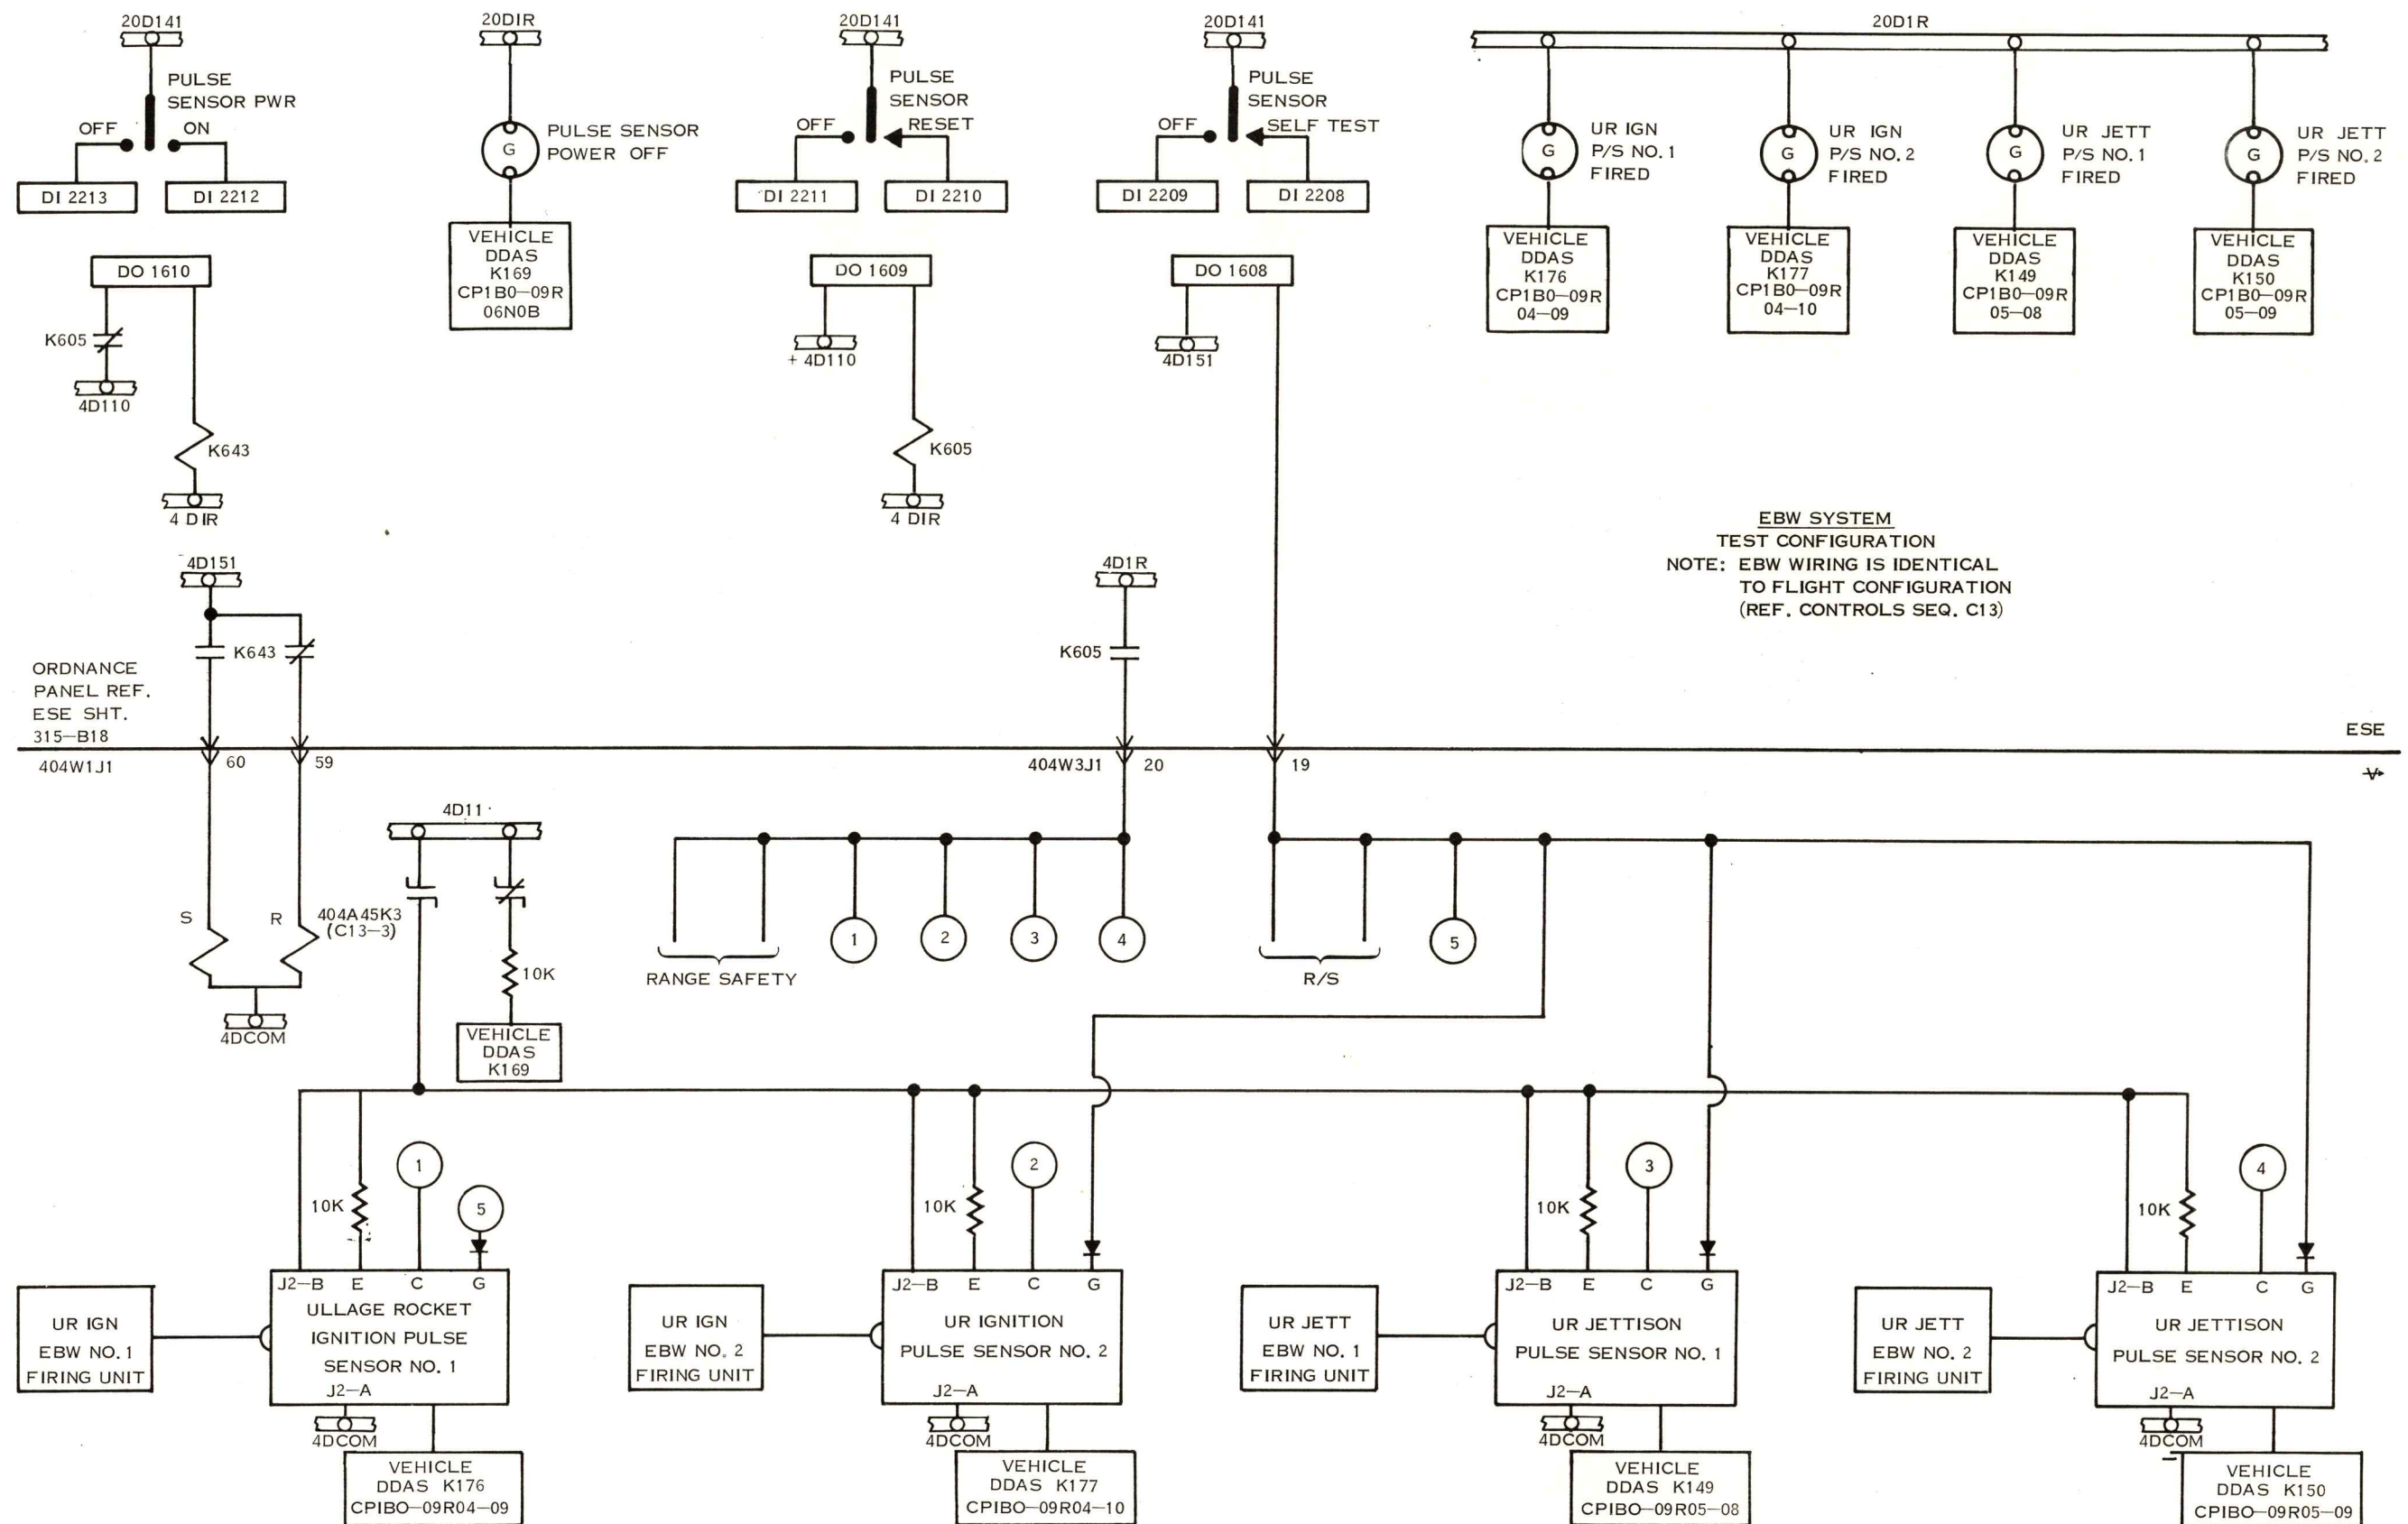 20D141
PULSE
SENSOR PWR
OFF
ON
DI 2213
DI 2212
DO 1610
K605
4D110
K643
4 DIR
20DIR
G
PULSE SENSOR
POWER OFF
VEHICLE
DDAS
K169
CP1B0—09R
06N0B
20D141
PULSE
SENSOR
RESET
OFF
DI 2211
DI 2210
DO 1609
+ 4D110
K605
4 DIR
20D141
PULSE
SENSOR
SELF TEST
OFF
DI 2209
DI 2208
DO 1608
4D151
20D1R
G
UR IGN
P/S NO. 1
FIRED
VEHICLE
DDAS
K176
CP1B0—09R
04—09
G
UR IGN
P/S NO. 2
FIRED
VEHICLE
DDAS
K177
CP1B0—09R
04—10
G
UR JETT
P/S NO. 1
FIRED
VEHICLE
DDAS
K149
CP1B0—09R
05—08
G
UR JETT
P/S NO. 2
FIRED
VEHICLE
DDAS
K150
CP1B0—09R
05—09
EBW SYSTEM
TEST CONFIGURATION
NOTE: EBW WIRING IS IDENTICAL
TO FLIGHT CONFIGURATION
(REF. CONTROLS SEQ. C13)
4D151
K643
4D1R
K605
ORDNANCE
PANEL REF.
ESE SHT.
315—B18
ESE
404W1J1
60
59
404W3J1
20
19
V
S
R
404A45K3
(C13—3)
4DCOM
4D11
10K
VEHICLE
DDAS
K169
RANGE SAFETY
1
2
3
4
R/S
5
10K
1
5
J2—B E C G
ULLAGE ROCKET
IGNITION PULSE
SENSOR NO. 1
J2—A
UR IGN
EBW NO. 1
FIRING UNIT
4DCOM
VEHICLE
DDAS K176
CPIBO—09R04—09
10K
2
J2—B E C G
UR IGNITION
PULSE SENSOR NO. 2
J2—A
UR IGN
EBW NO. 2
FIRING UNIT
4DCOM
VEHICLE
DDAS K177
CPIBO—09R04—10
10K
3
J2—B E C G
UR JETTISON
PULSE SENSOR NO. 1
J2—A
UR JETT
EBW NO. 1
FIRING UNIT
4DCOM
VEHICLE
DDAS K149
CPIBO—09R05—08
10K
4
J2—B E C G
UR JETTISON
PULSE SENSOR NO. 2
J2—A
UR JETT
EBW NO. 2
FIRING UNIT
4DCOM
VEHICLE
DDAS K150
CPIBO—09R05—09